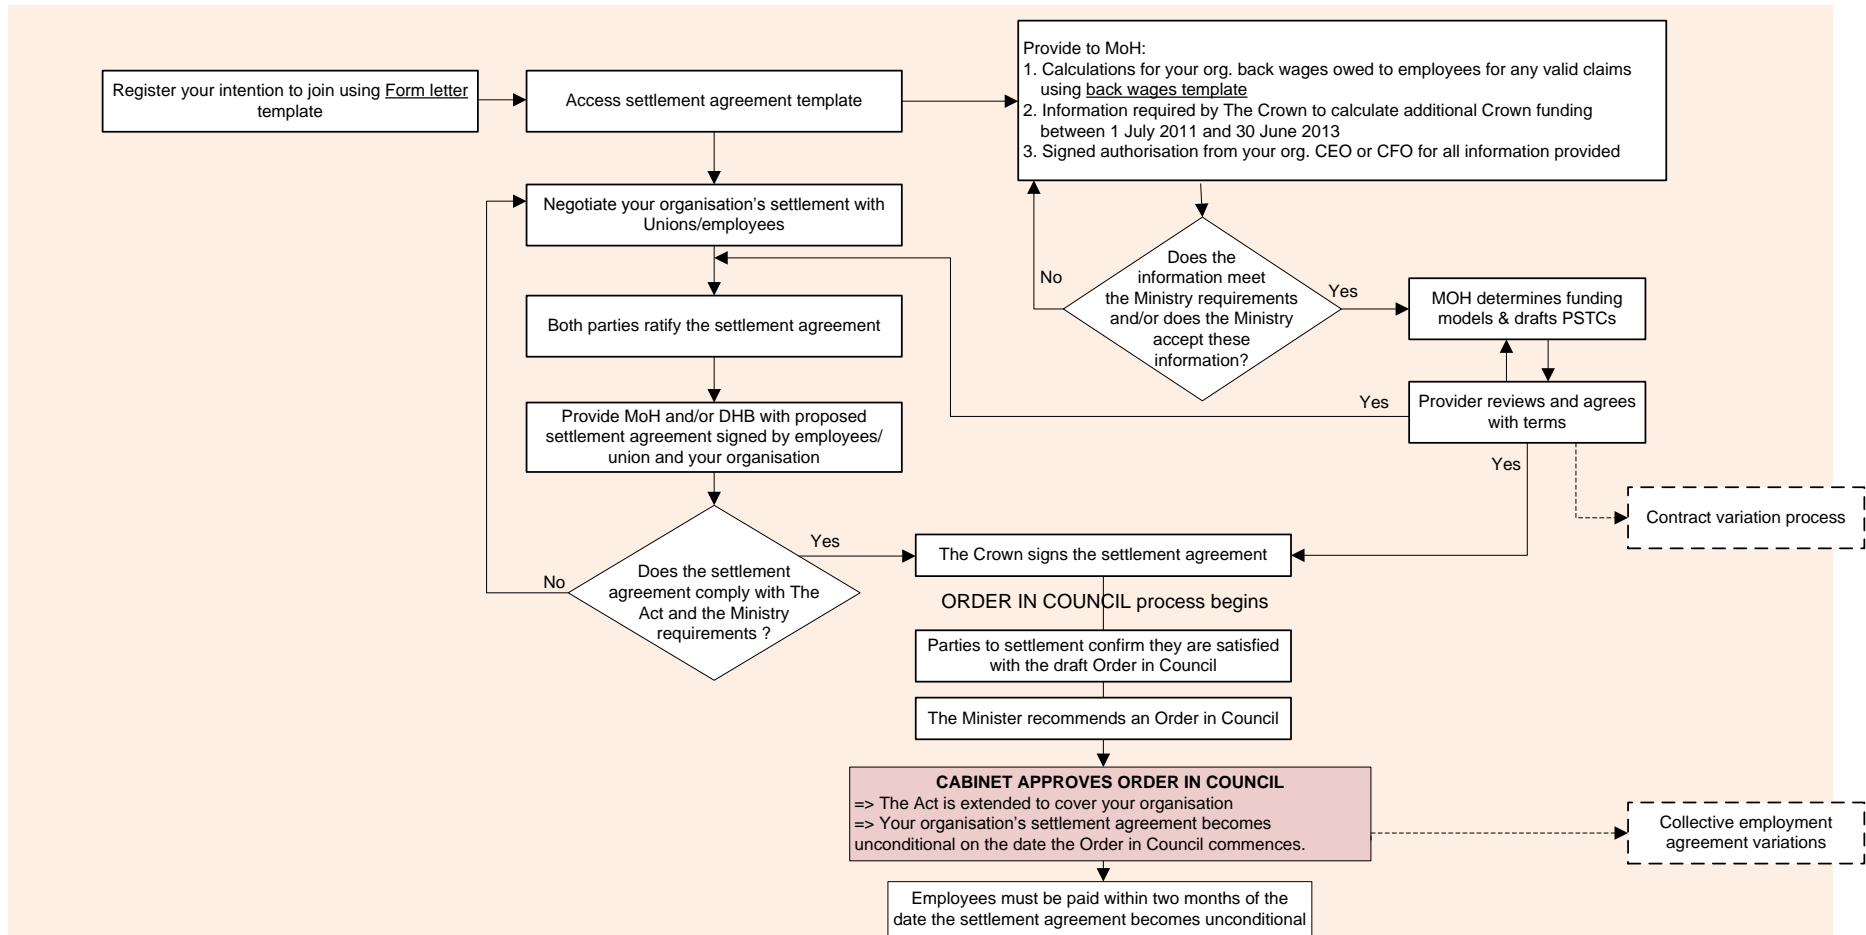 Register your intention to join using Form letter
template
Access settlement agreement template
Provide to MoH:
1. Calculations for your org. back wages owed to employees for any valid claims
using back wages template
2. Information required by The Crown to calculate additional Crown funding
between 1 July 2011 and 30 June 2013
3. Signed authorisation from your org. CEO or CFO for all information provided
Negotiate your organisation's settlement with
Unions/employees
Does the
information meet
the Ministry requirements
and/or does the Ministry
accept these
information?
No
Yes
MOH determines funding
models & drafts PSTCs
Both parties ratify the settlement agreement
Provider reviews and agrees
with terms
Yes
Yes
Provide MoH and/or DHB with proposed
settlement agreement signed by employees/
union and your organisation
Contract variation process
Does the settlement
agreement comply with The
Act and the Ministry
requirements ?
No
Yes
The Crown signs the settlement agreement
ORDER IN COUNCIL process begins
Parties to settlement confirm they are satisfied
with the draft Order in Council
The Minister recommends an Order in Council
CABINET APPROVES ORDER IN COUNCIL
=> The Act is extended to cover your organisation
=> Your organisation's settlement agreement becomes
unconditional on the date the Order in Council commences.
Collective employment
agreement variations
Employees must be paid within two months of the
date the settlement agreement becomes unconditional